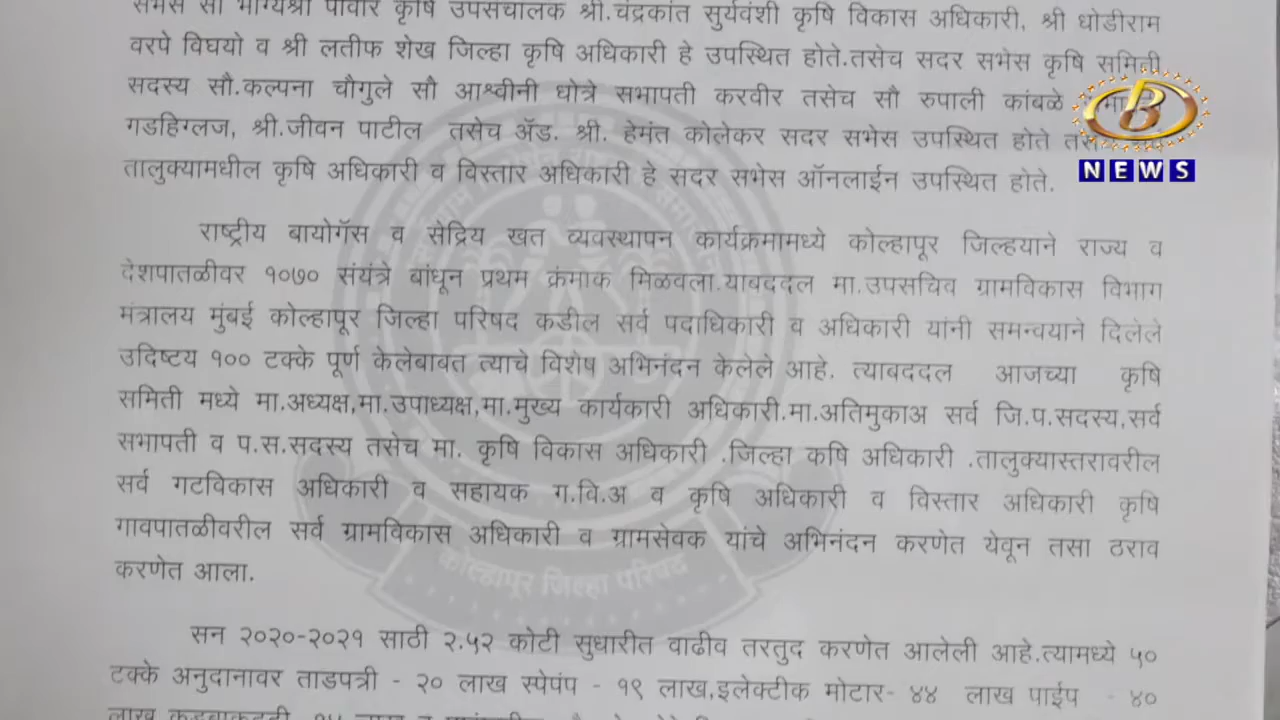 सभेस सौ भाग्यश्री पोवार कृषि उपसंचालक श्री.चंद्रकांत सुर्यवंशी कृषि विकास अधिकारी, श्री धोडीराम
वरपे विघयो व श्री लतीफ शेख जिल्हा कृषि अधिकारी हे उपस्थित होते.तसेच सदर सभेस कृषि समिती
सदस्य सौ.कल्पना चौगुले सौ आश्वीनी धोत्रे सभापती करवीर तसेच सौ रुपाली कांबळे
गडहिग्लज, श्री.जीवन पाटील तसेच ॲड. श्री. हेमंत कोलेकर सदर सभेस उपस्थित होते
तालुक्यामधील कृषि अधिकारी व विस्तार अधिकारी हे सदर सभेस ऑनलाईन उपस्थित होते.
B
NEWS
राष्ट्रीय बायोगॅस व सेद्रिय खत व्यवस्थापन कार्यक्रमामध्ये कोल्हापूर जिल्हयाने राज्य व
देशपातळीवर १०७० संयंत्रे बांधून प्रथम क्रंमाक मिळवला.याबददल मा.उपसचिव ग्रामविकास विभाग
मंत्रालय मुंबई कोल्हापूर जिल्हा परिषद कडील सर्व पदाधिकारी व अधिकारी यांनी समन्वयाने दिलेले
उदिष्टय १०० टक्के पूर्ण केलेबाबत त्याचे विशेष अभिनंदन केलेले आहे. त्याबददल आजच्या कृषि
समिती मध्ये मा.अध्यक्ष,मा.उपाध्यक्ष,मा.मुख्य कार्यकारी अधिकारी.मा.अतिमुकाअ सर्व जि.प.सदस्य,सर्व
सभापती व प.स.सदस्य तसेच मा. कृषि विकास अधिकारी .जिल्हा कषि अधिकारी .तालुक्यास्तरावरील
सर्व गटविकास अधिकारी व सहायक ग.वि.अ व कृषि अधिकारी व विस्तार अधिकारी कृषि
गावपातळीवरील सर्व ग्रामविकास अधिकारी व ग्रामसेवक यांचे अभिनंदन करणेत येवून तसा ठराव
करणेत आला.
कोल्हापूर जिल्हा परिषद
सन २०२०-२०२१ साठी २.५२ कोटी सुधारीत वाढीव तरतुद करणेत आलेली आहे.त्यामध्ये ५०
टक्के अनुदानावर ताडपत्री - २० लाख स्पेपंप - १९ लाख,इलेक्टीक मोटार- ४४ लाख पाईप - ४०